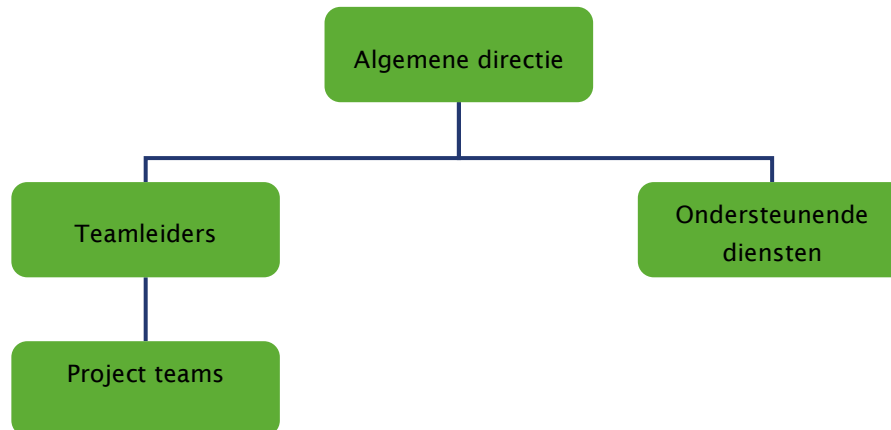 Algemene directie
Teamleiders
Ondersteunende
diensten
Project teams